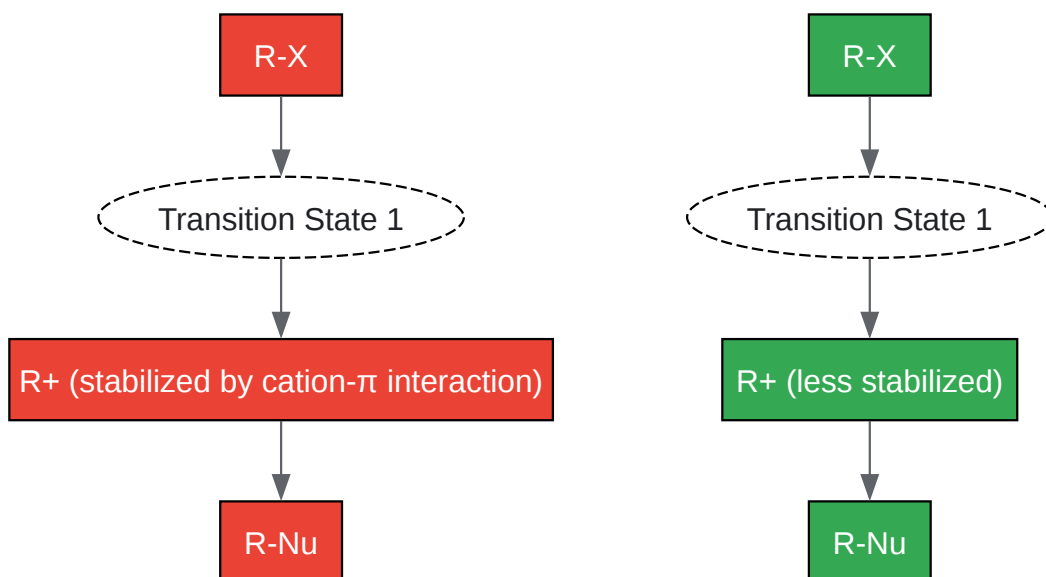 R-X
Transition State 1
R+ (stabilized by cation-π interaction)
R-Nu
R-X
Transition State 1
R+ (less stabilized)
R-Nu